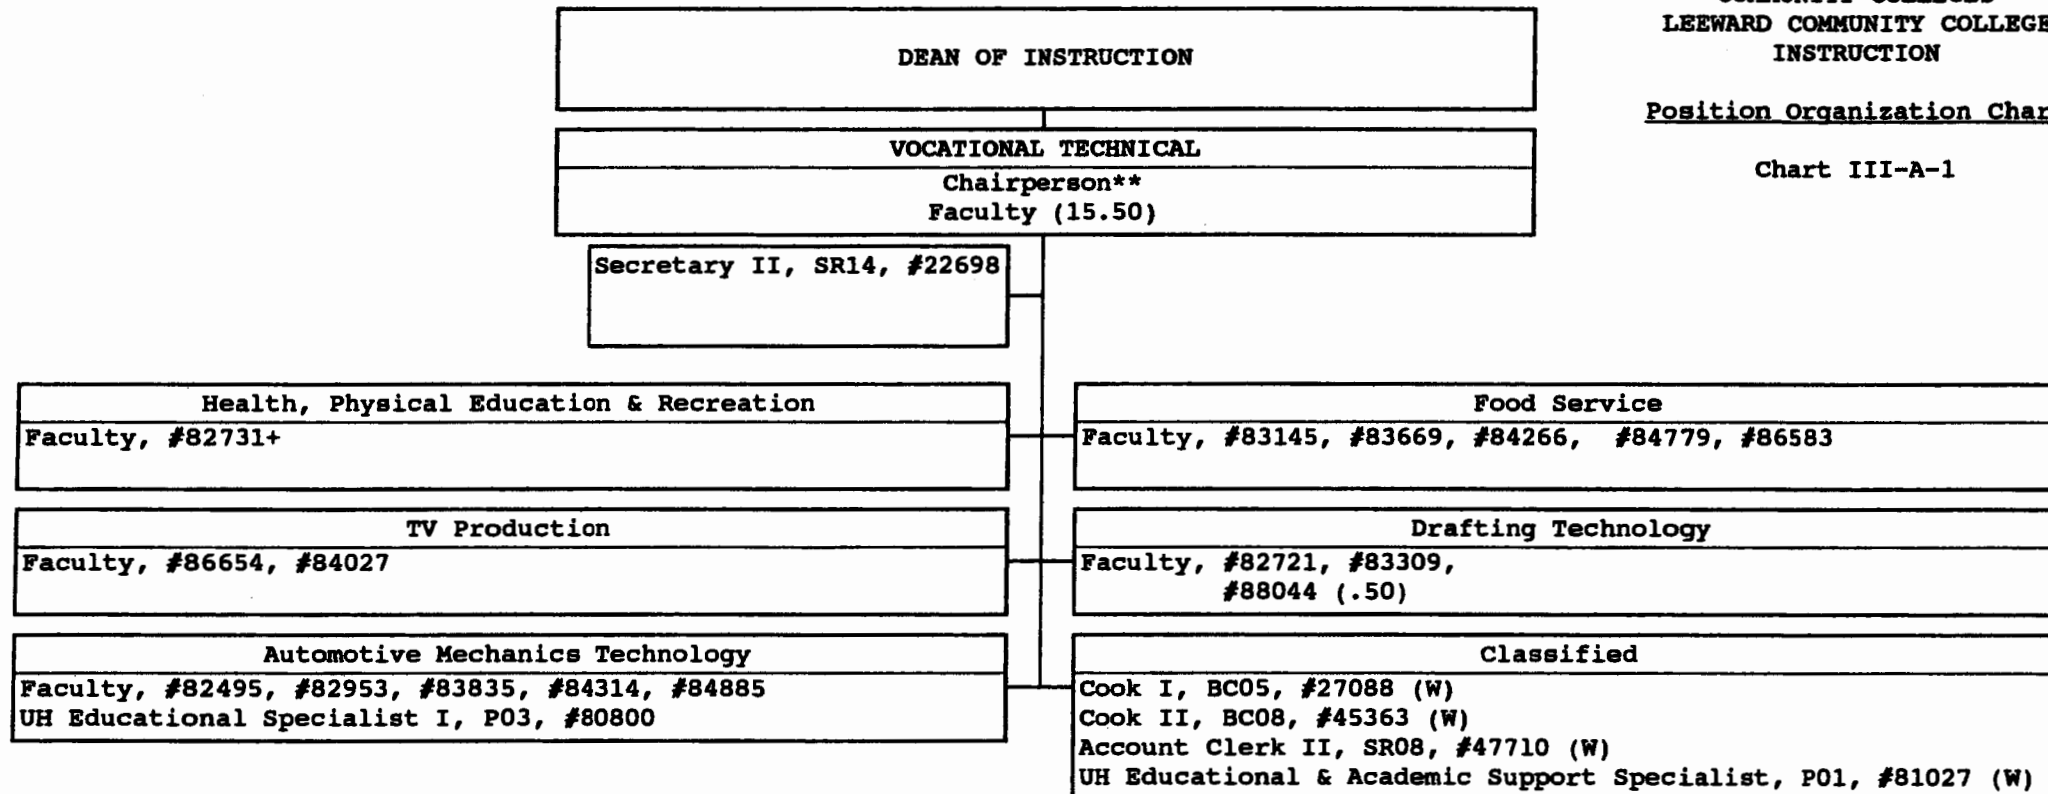 COMMUNITY COLLEGES
LEEWARD COMMUNITY COLLEGE
INSTRUCTION
Position Organization Char
Chart III-A-1
DEAN OF INSTRUCTION
VOCATIONAL TECHNICAL
Chairperson**
Faculty (15.50)
Secretary II, SR14, #22698
Health, Physical Education & Recreation
Faculty, #82731+
Food Service
Faculty, #83145, #83669, #84266, #84779, #86583
TV Production
Faculty, #86654, #84027
Drafting Technology
Faculty, #82721, #83309,
#88044 (.50)
Automotive Mechanics Technology
Faculty, #82495, #82953, #83835, #84314, #84885
UH Educational Specialist I, P03, #80800
Classified
Cook I, BC05, #27088 (W)
Cook II, BC08, #45363 (W)
Account Clerk II, SR08, #47710 (W)
UH Educational & Academic Support Specialist, P01, #81027 (W)